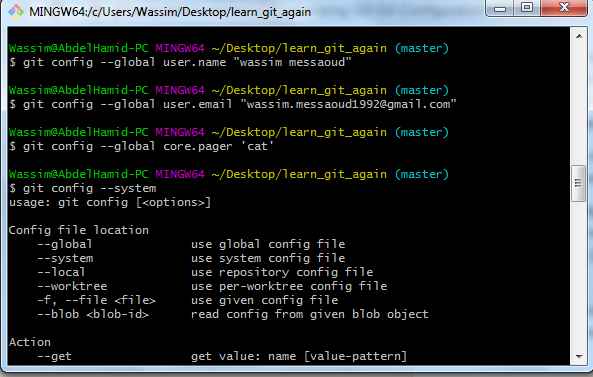 MINGW64:/c/Users/Wassim/Desktop/learn_git_again
Wassim@AbdelHamid-PC MINGW64 ~/Desktop/learn_git_again (master)
$ git config --global user.name "wassim messaoud"
Wassim@AbdelHamid-PC MINGW64 ~/Desktop/learn_git_again (master)
$ git config --global user.email "wassim.messaoud1992@gmail.com"
Wassim@AbdelHamid-PC MINGW64 ~/Desktop/learn_git_again (master)
$ git config --global core.pager 'cat'
Wassim@AbdelHamid-PC MINGW64 ~/Desktop/learn_git_again (master)
$ git config --system
usage: git config [<options>]
Config file location
--global use global config file
--system use system config file
--local use repository config file
--worktree use per-worktree config file
-f, --file <file> use given config file
--blob <blob-id> read config from given blob object
Action
--get get value: name [value-pattern]